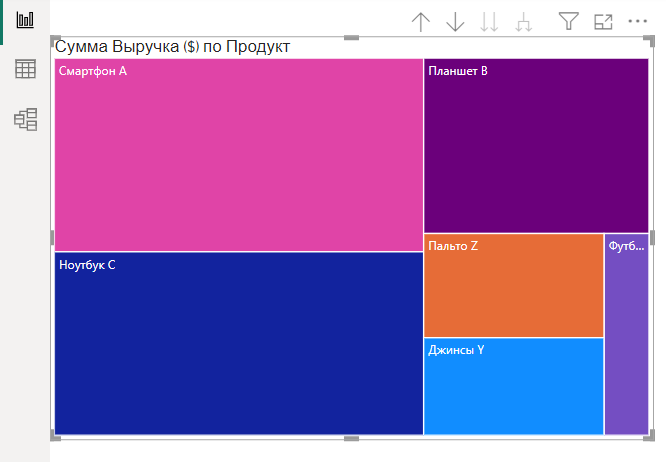 Сумма Выручка ($) по Продукт
Смартфон A
Планшет B
Ноутбук C
Пальто Z
Футб...
Джинсы Y